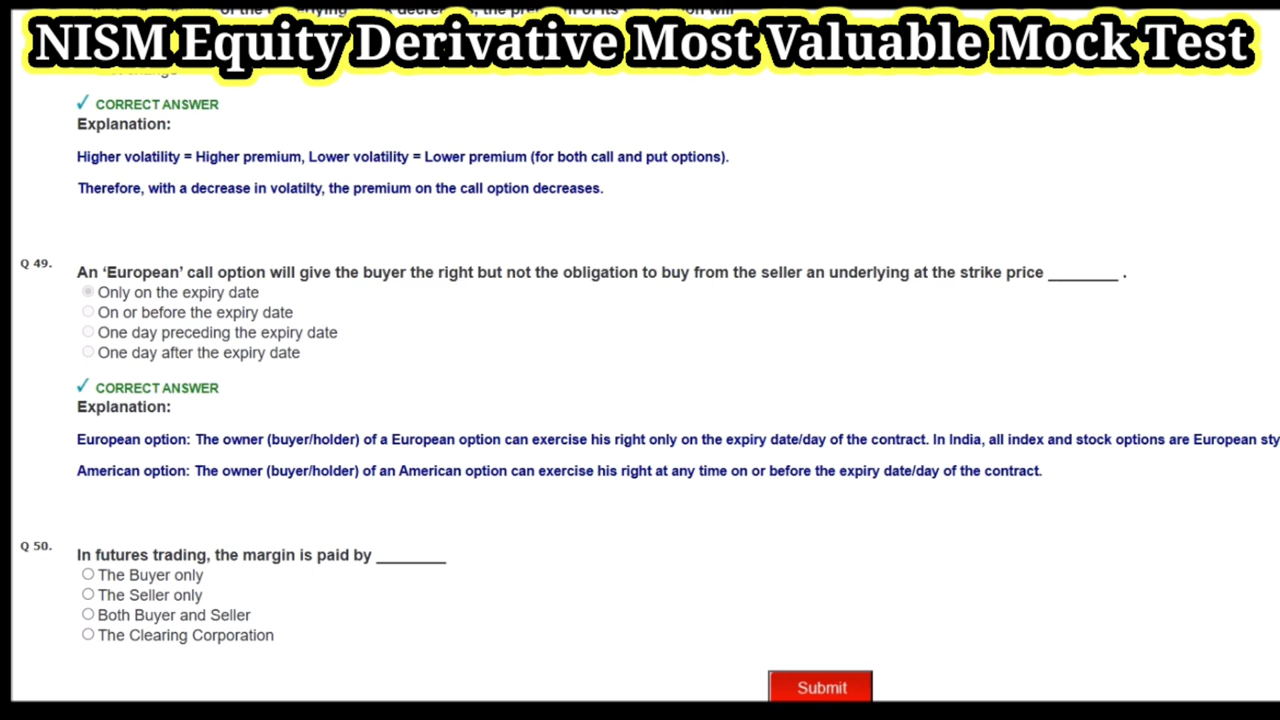 NISM Equity Derivative Most Valuable Mock Test
✓ CORRECT ANSWER
Explanation:
Higher volatility = Higher premium, Lower volatility = Lower premium (for both call and put options).
Therefore, with a decrease in volatilty, the premium on the call option decreases.
Q 49.
An ‘European’ call option will give the buyer the right but not the obligation to buy from the seller an underlying at the strike price ________ .
Only on the expiry date
On or before the expiry date
One day preceding the expiry date
One day after the expiry date
✓ CORRECT ANSWER
Explanation:
European option: The owner (buyer/holder) of a European option can exercise his right only on the expiry date/day of the contract. In India, all index and stock options are European sty
American option: The owner (buyer/holder) of an American option can exercise his right at any time on or before the expiry date/day of the contract.
Q 50.
In futures trading, the margin is paid by ________
The Buyer only
The Seller only
Both Buyer and Seller
The Clearing Corporation
Submit